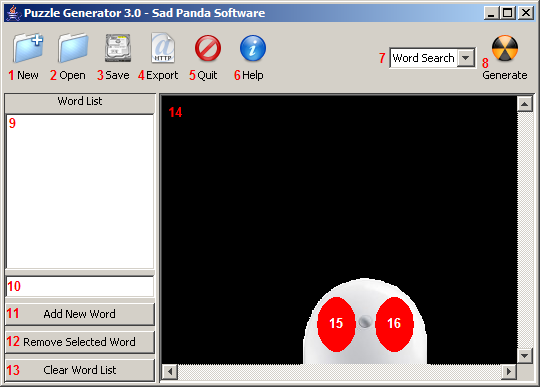 Puzzle Generator 3.0 - Sad Panda Software
HTTP
1 New 2 Open 3 Save 4 Export 5 Quit 6 Help 7 Word Search 8 Generate
Word List
9
14
10
11 Add New Word
12 Remove Selected Word
13 Clear Word List
15 16